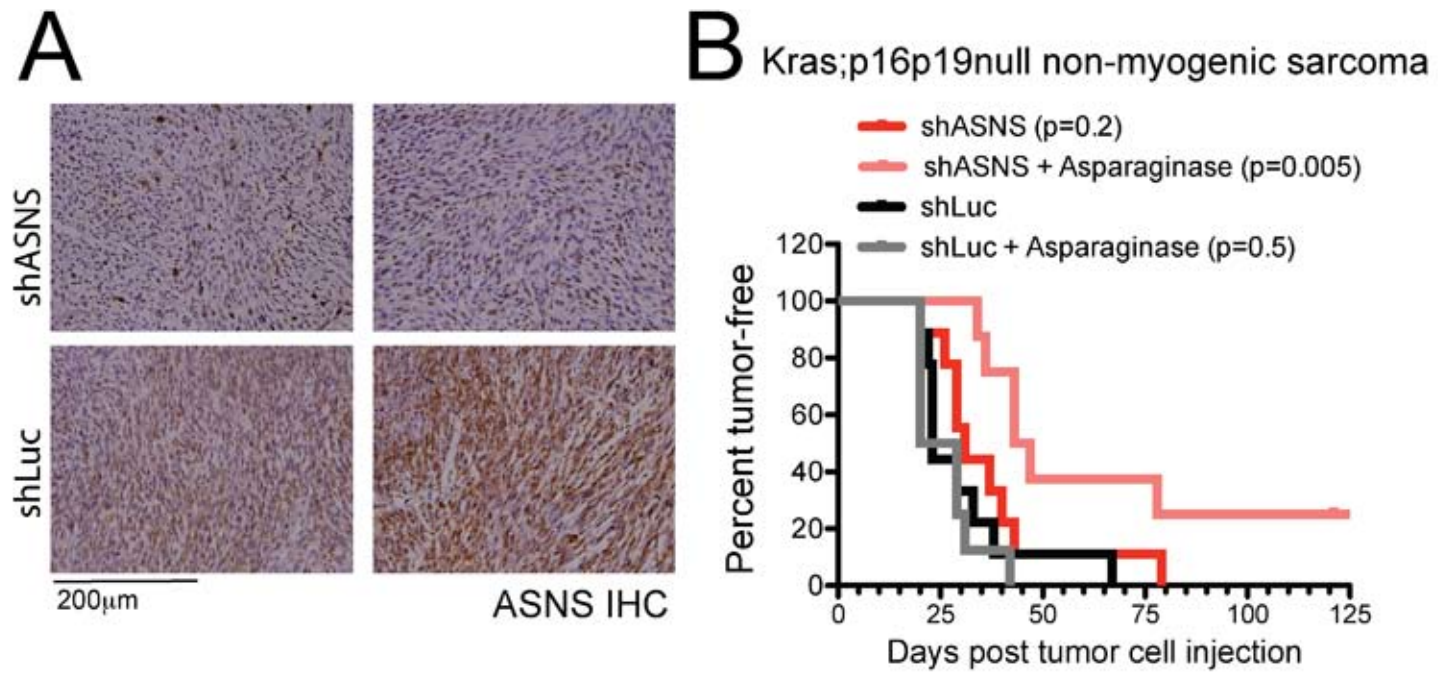 A
shASNS
shLuc
200μm
ASNS IHC
B Kras;p16p19null non-myogenic sarcoma
shASNS (p=0.2)
shASNS + Asparaginase (p=0.005)
shLuc
shLuc + Asparaginase (p=0.5)
Percent tumor-free
120
100
80
60
40
20
0
0 25 50 75 100 125
Days post tumor cell injection